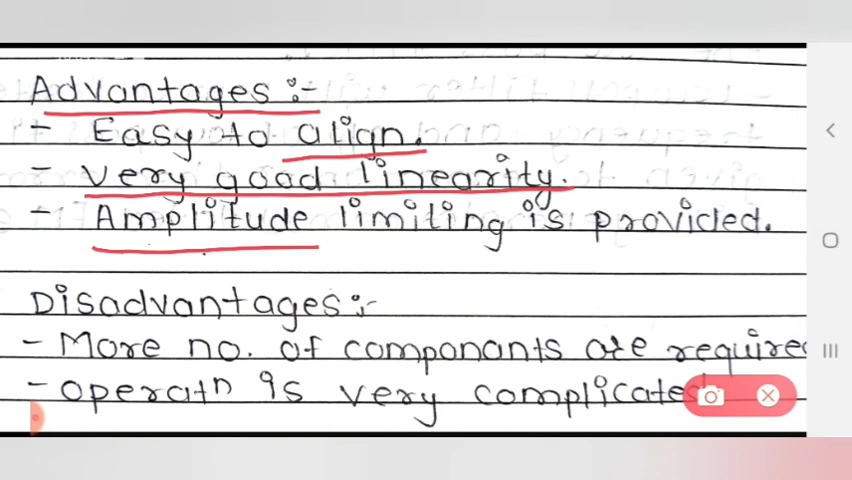 Advantages :-
- Easy to align.
- Very good linearity.
- Amplitude limiting is provided.
Disadvantages :-
- More no. of componants are require
- operatn is very complicate